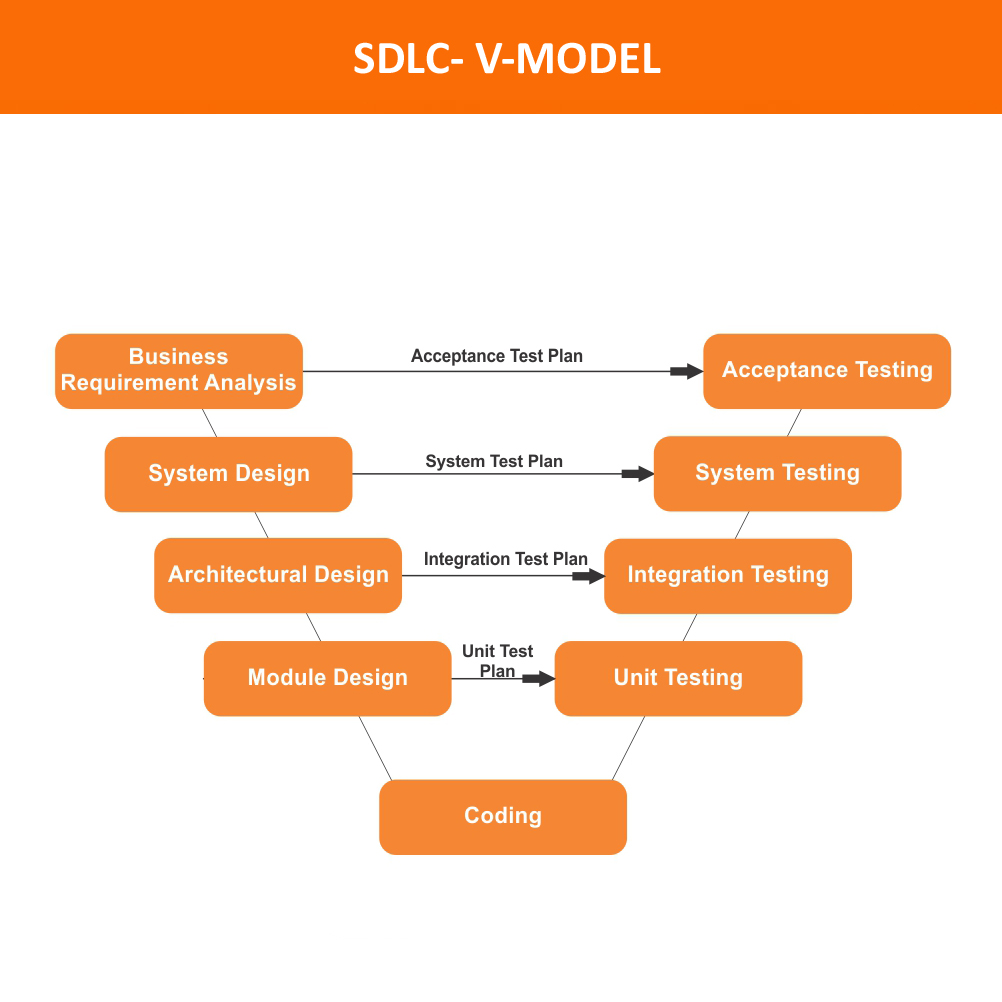 SDLC- V-MODEL
Business
Requirement Analysis
Acceptance Test Plan
Acceptance Testing
System Design
System Test Plan
System Testing
Architectural Design
Integration Test Plan
Integration Testing
Module Design
Unit Test
Plan
Unit Testing
Coding